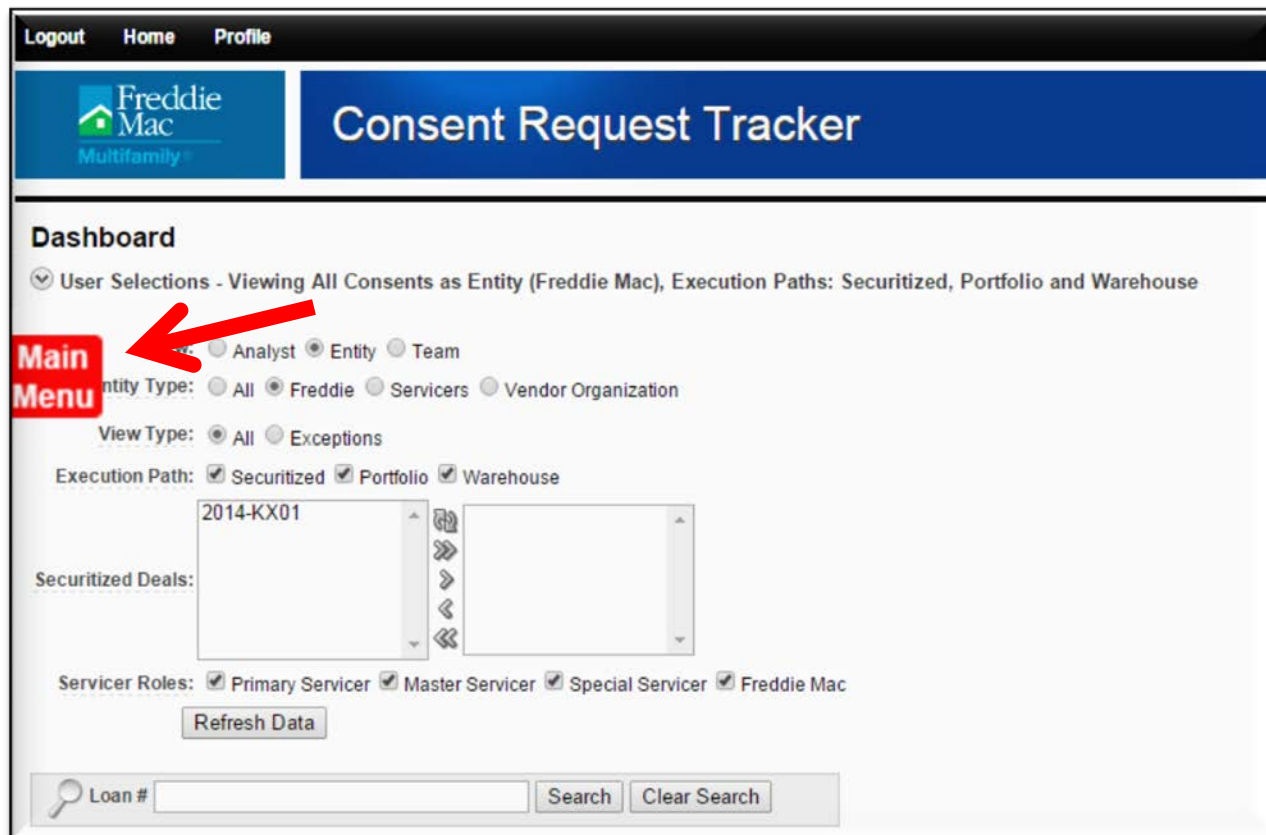 Logout Home Profile
Freddie
Mac
Multifamily
Consent Request Tracker
Dashboard
User Selections - Viewing All Consents as Entity (Freddie Mac), Execution Paths: Securitized, Portfolio and Warehouse
Main
Menu
Analyst Entity Team
ntity Type: All Freddie Servicers Vendor Organization
View Type: All Exceptions
Execution Path: Securitized Portfolio Warehouse
2014-KX01
Securitized Deals:
Servicer Roles: Primary Servicer Master Servicer Special Servicer Freddie Mac
Refresh Data
Loan # Search Clear Search